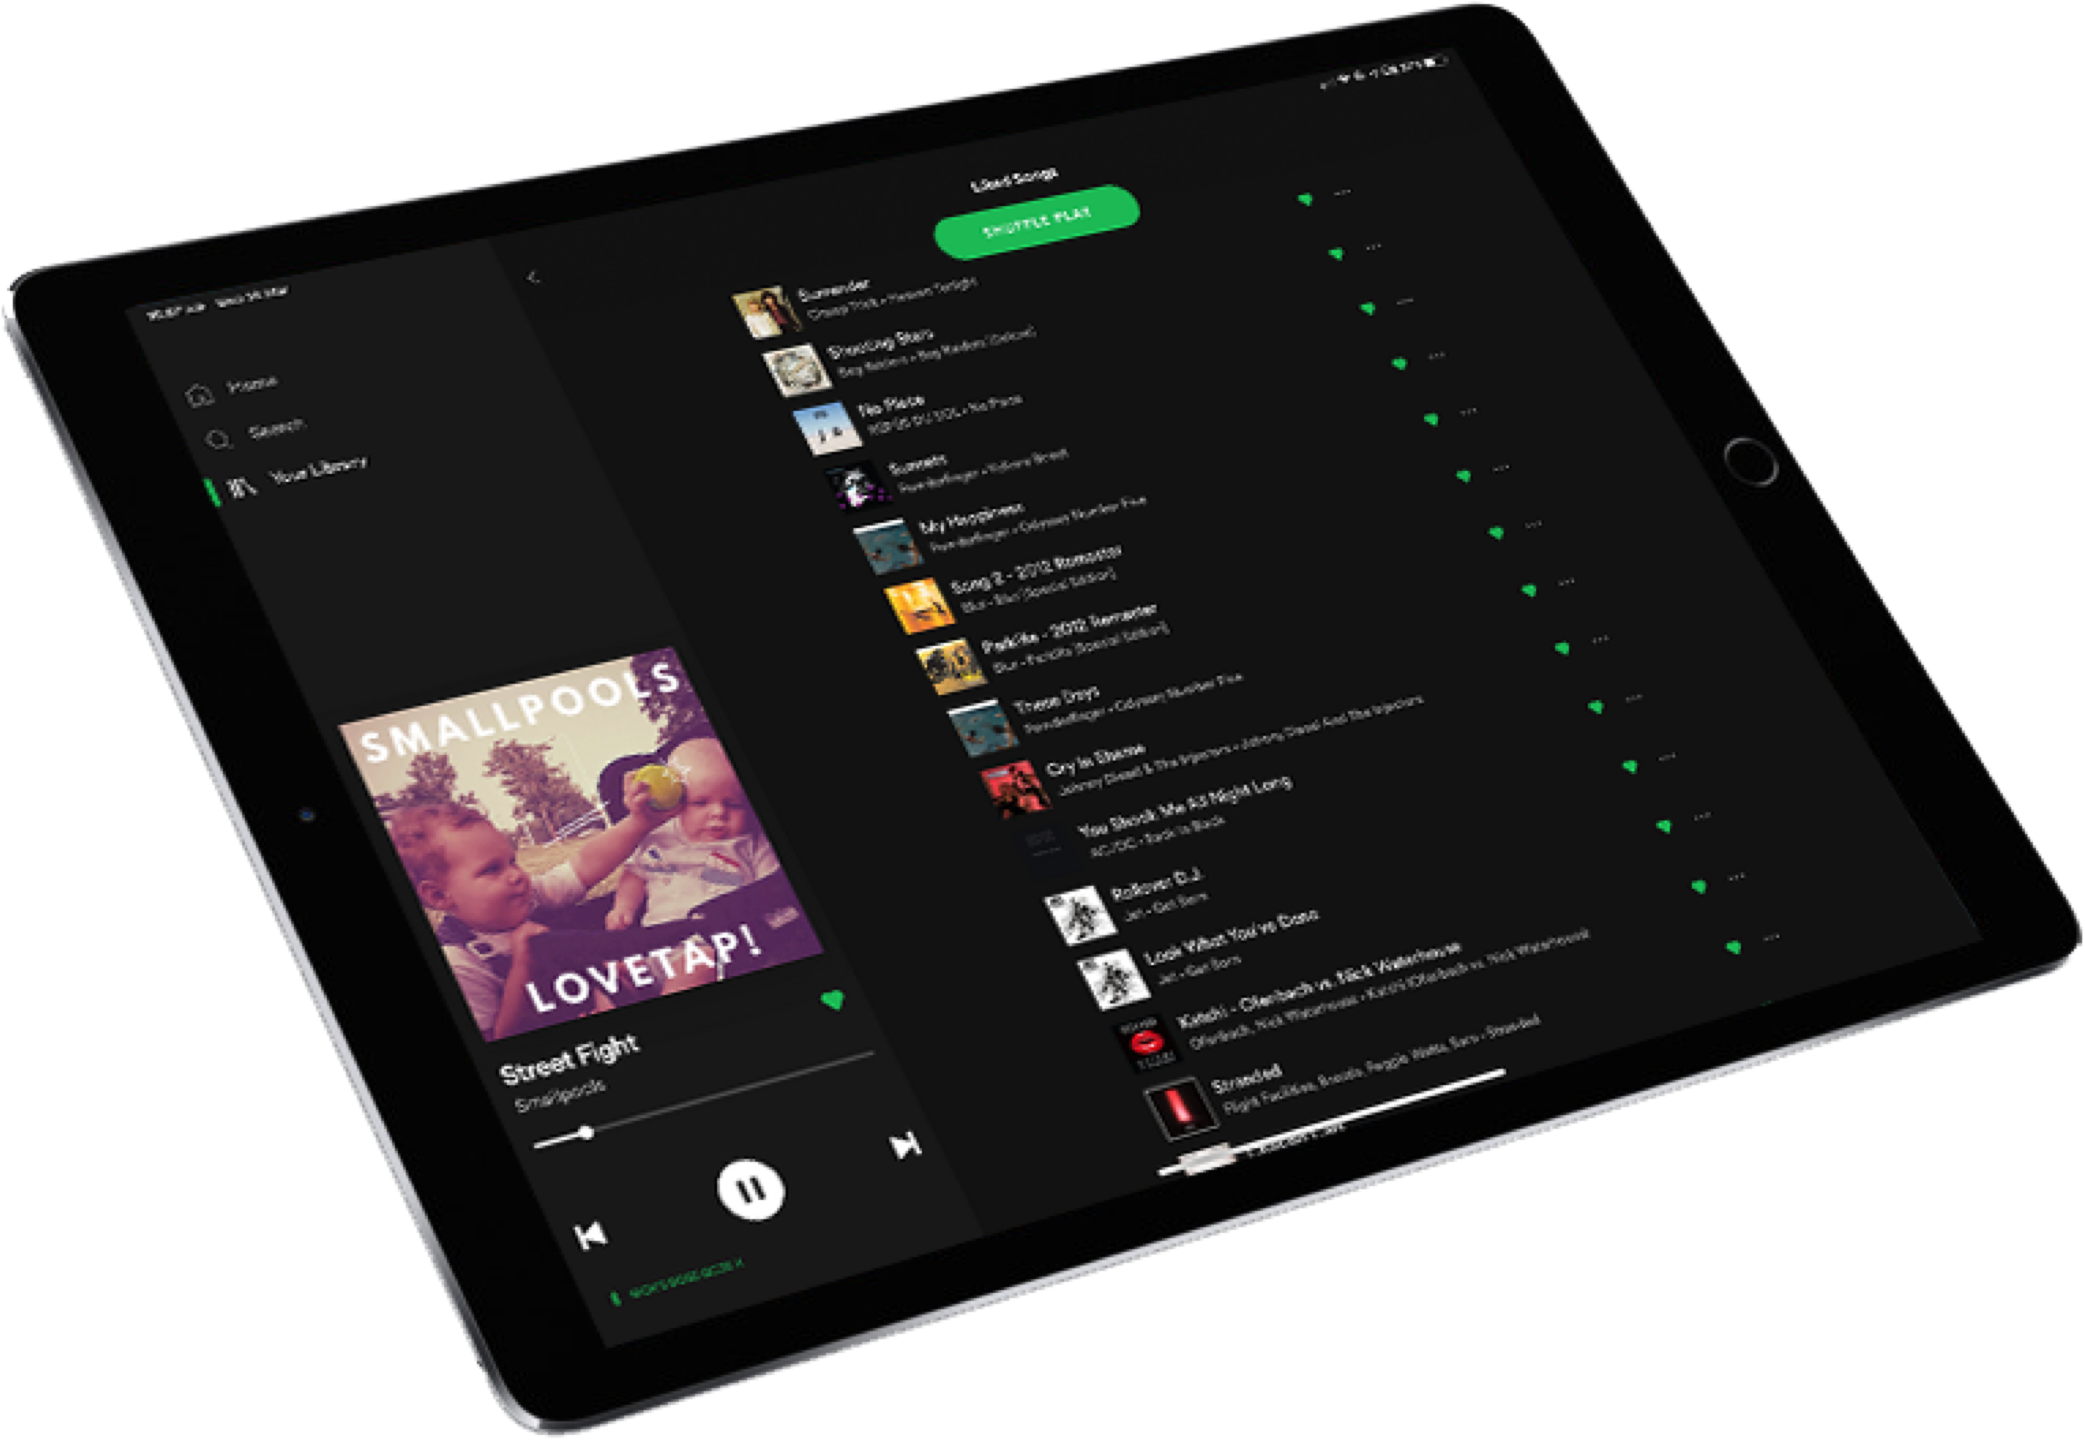 Home
Search
Your Library
SMALLPOOLS
LOVETAP!
Street Fight
Smallpools
Liked Songs
SHUFFLE PLAY
Surrender
Cheap Trick • Heaven Tonight
Shooting Stars
Bag Raiders • Bag Raiders (Deluxe)
No Place
RÜFÜS DU SOL • No Place
Sunsets
Powderfinger • Vulture Street
My Happiness
Powderfinger • Odyssey Number Five
Song 2 - 2012 Remaster
Blur • Blur [Special Edition]
Parklife - 2012 Remaster
Blur • Parklife [Special Edition]
These Days
Powderfinger • Odyssey Number Five
Cry In Shame
Johnny Diesel & The Injectors • Johnny Diesel And The Injectors
You Shook Me All Night Long
AC/DC • Back In Black
Rollover D.J.
Jet • Get Born
Look What You've Done
Jet • Get Born
Katchi - Ofenbach vs. Nick Waterhouse
Ofenbach, Nick Waterhouse • Katchi (Ofenbach vs. Nick Waterhouse)
Stranded
Flight Facilities, Broods, Reggie Watts, Saro • Stranded